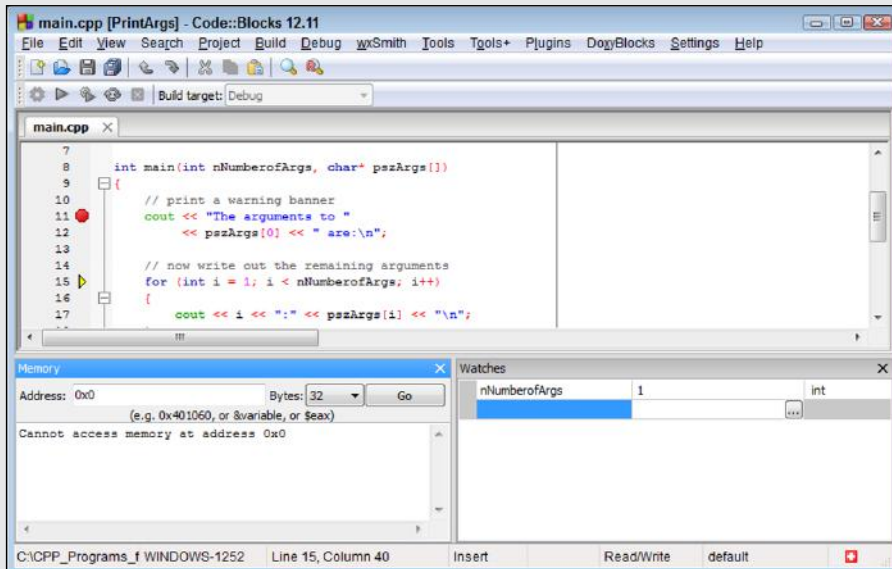 main.cpp [PrintArgs] - Code::Blocks 12.11
File Edit View Search Project Build Debug wxSmith Tools Tools+ Plugins DoxyBlocks Settings Help
Build target: Debug
main.cpp
7
8 int main(int nNumberofArgs, char* pszArgs[])
9 {
10 // print a warning banner
11 cout << "The arguments to "
12 << pszArgs[0] << " are:\n";
13
14 // now write out the remaining arguments
15 for (int i = 1; i < nNumberofArgs; i++)
16 {
17 cout << i << ":" << pszArgs[i] << "\n";
Memory
Watches
Address: 0x0 Bytes: 32 Go
nNumberofArgs 1 int
(e.g. 0x401060, or &variable, or $eax)
...
Cannot access memory at address 0x0
C:\CPP_Programs_f WINDOWS-1252 Line 15, Column 40 Insert Read/Write default